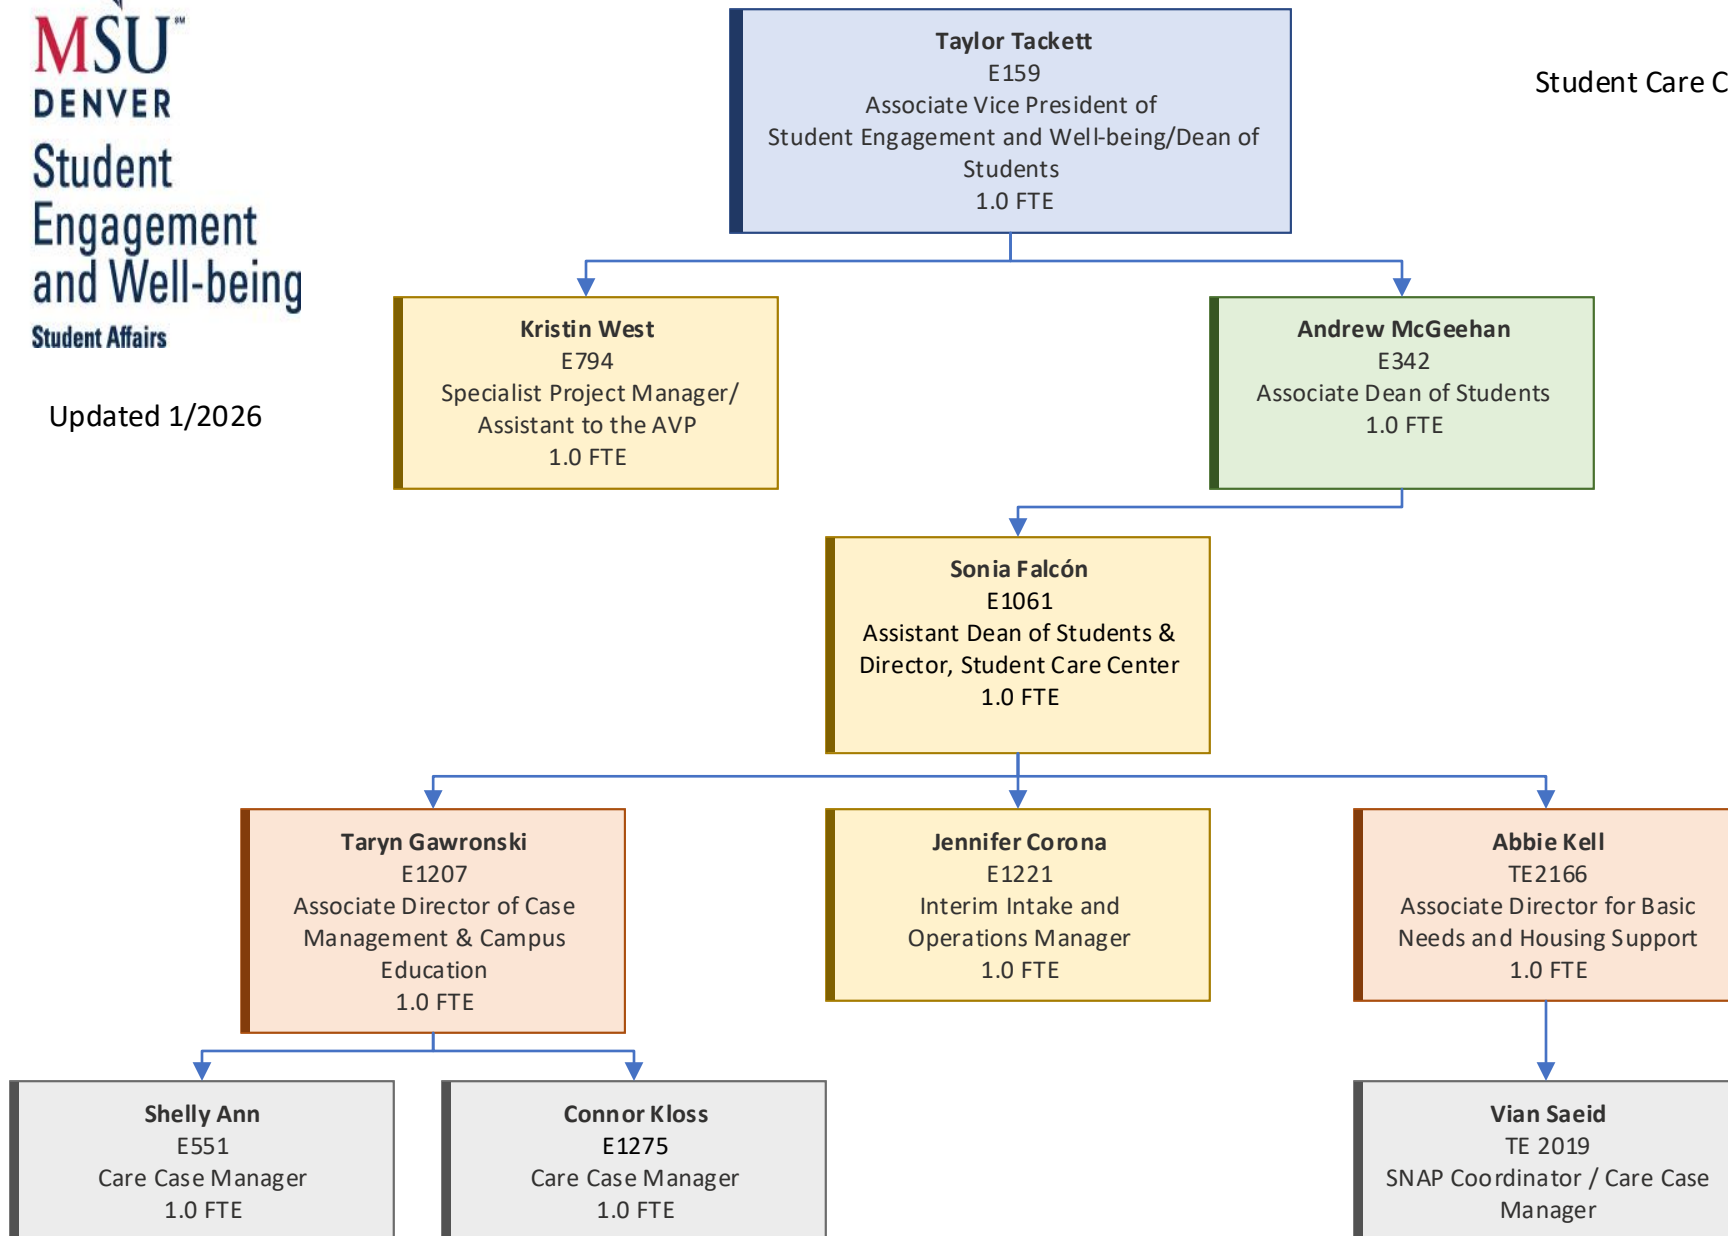 MSU℠
DENVER
Student
Engagement
and Well-being
Student Affairs
Updated 1/2026
Student Care C
Taylor Tackett
E159
Associate Vice President of
Student Engagement and Well-being/Dean of
Students
1.0 FTE
Kristin West
E794
Specialist Project Manager/
Assistant to the AVP
1.0 FTE
Andrew McGeehan
E342
Associate Dean of Students
1.0 FTE
Sonia Falcón
E1061
Assistant Dean of Students &
Director, Student Care Center
1.0 FTE
Taryn Gawronski
E1207
Associate Director of Case
Management & Campus
Education
1.0 FTE
Jennifer Corona
E1221
Interim Intake and
Operations Manager
1.0 FTE
Abbie Kell
TE2166
Associate Director for Basic
Needs and Housing Support
1.0 FTE
Shelly Ann
E551
Care Case Manager
1.0 FTE
Connor Kloss
E1275
Care Case Manager
1.0 FTE
Vian Saeid
TE 2019
SNAP Coordinator / Care Case
Manager